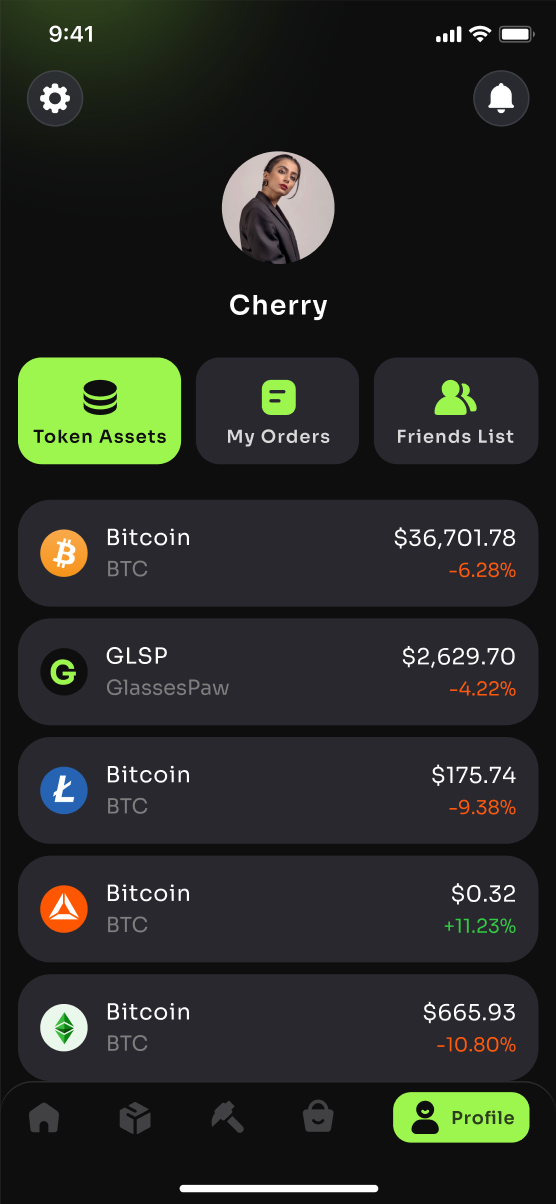 9:41
Cherry
Token Assets
My Orders
Friends List
Bitcoin
$36,701.78
BTC
-6.28%
G
GLSP
$2,629.70
GlassesPaw
-4.22%
Bitcoin
$175.74
BTC
-9.38%
Bitcoin
$0.32
BTC
+11.23%
Bitcoin
$665.93
BTC
-10.80%
Profile